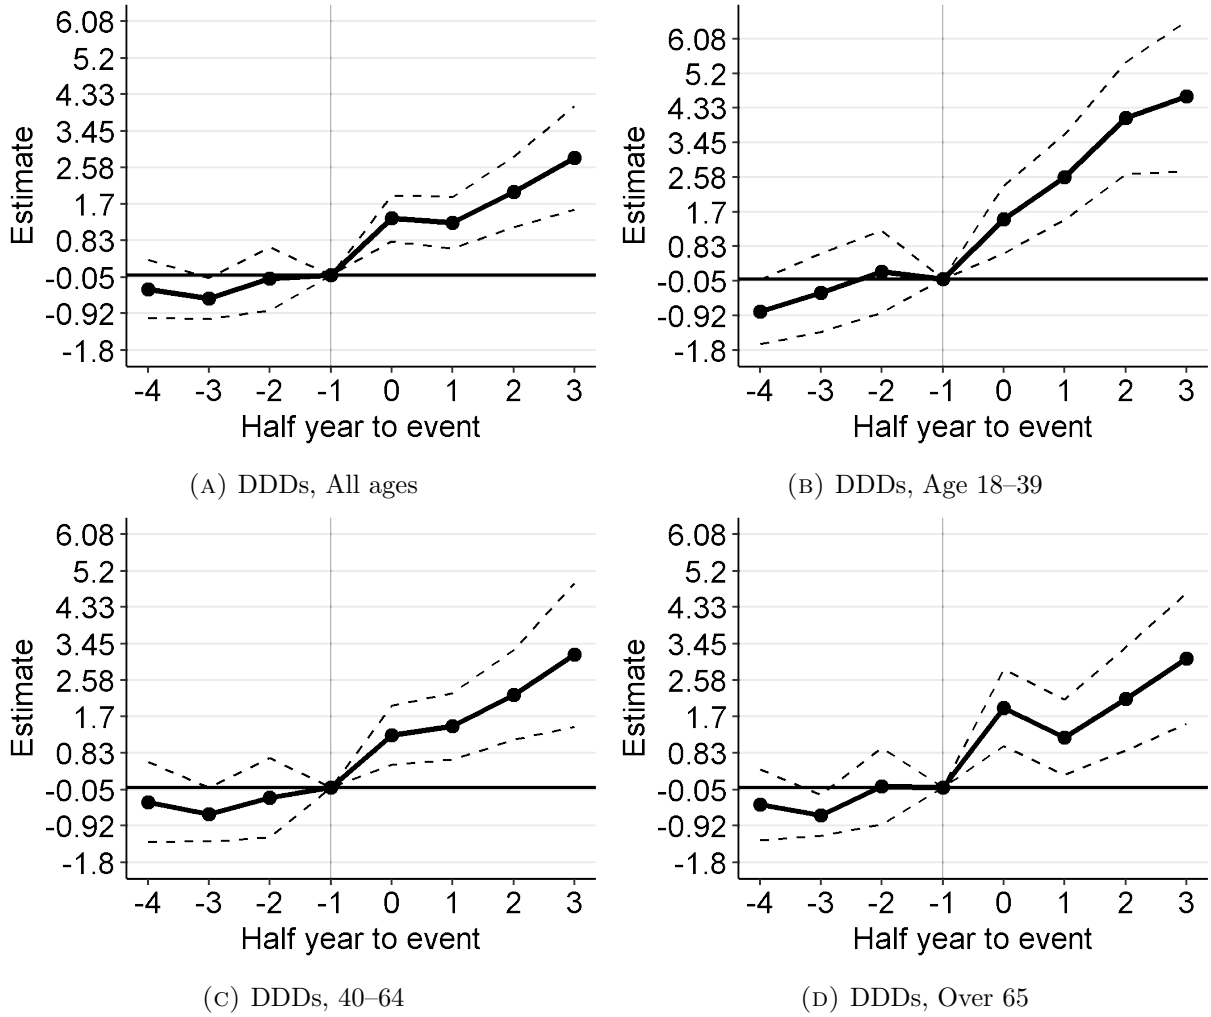 6.08
5.2
4.33
3.45
2.58
1.7
0.83
-0.05
-0.92
-1.8
Estimate
-4 -3 -2 -1 0 1 2 3
Half year to event
(A) DDDs, All ages
6.08
5.2
4.33
3.45
2.58
1.7
0.83
-0.05
-0.92
-1.8
Estimate
-4 -3 -2 -1 0 1 2 3
Half year to event
(B) DDDs, Age 18–39
6.08
5.2
4.33
3.45
2.58
1.7
0.83
-0.05
-0.92
-1.8
Estimate
-4 -3 -2 -1 0 1 2 3
Half year to event
(C) DDDs, 40–64
6.08
5.2
4.33
3.45
2.58
1.7
0.83
-0.05
-0.92
-1.8
Estimate
-4 -3 -2 -1 0 1 2 3
Half year to event
(D) DDDs, Over 65